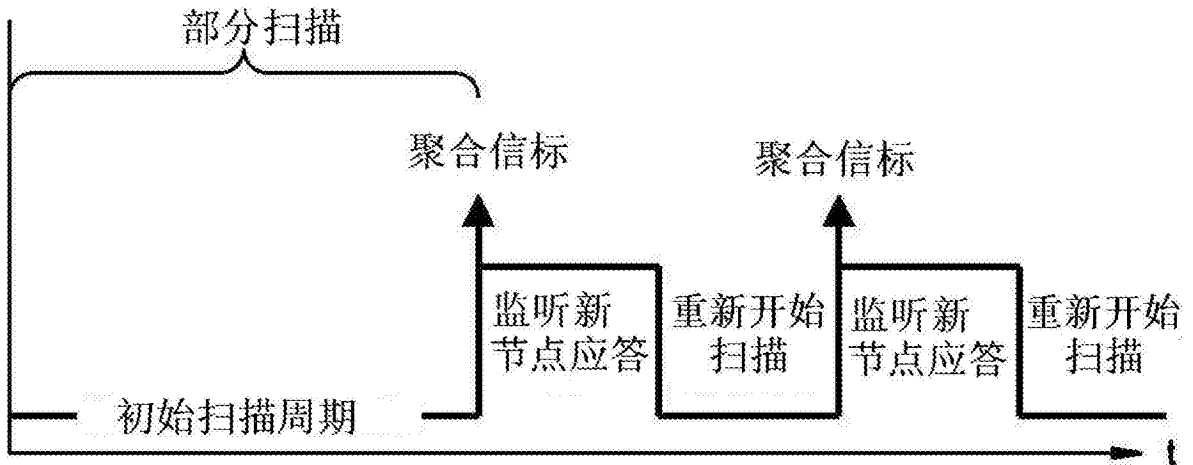 部分扫描
聚合信标
聚合信标
监听新
节点应答
重新开始
扫描
监听新
节点应答
重新开始
扫描
初始扫描周期
t